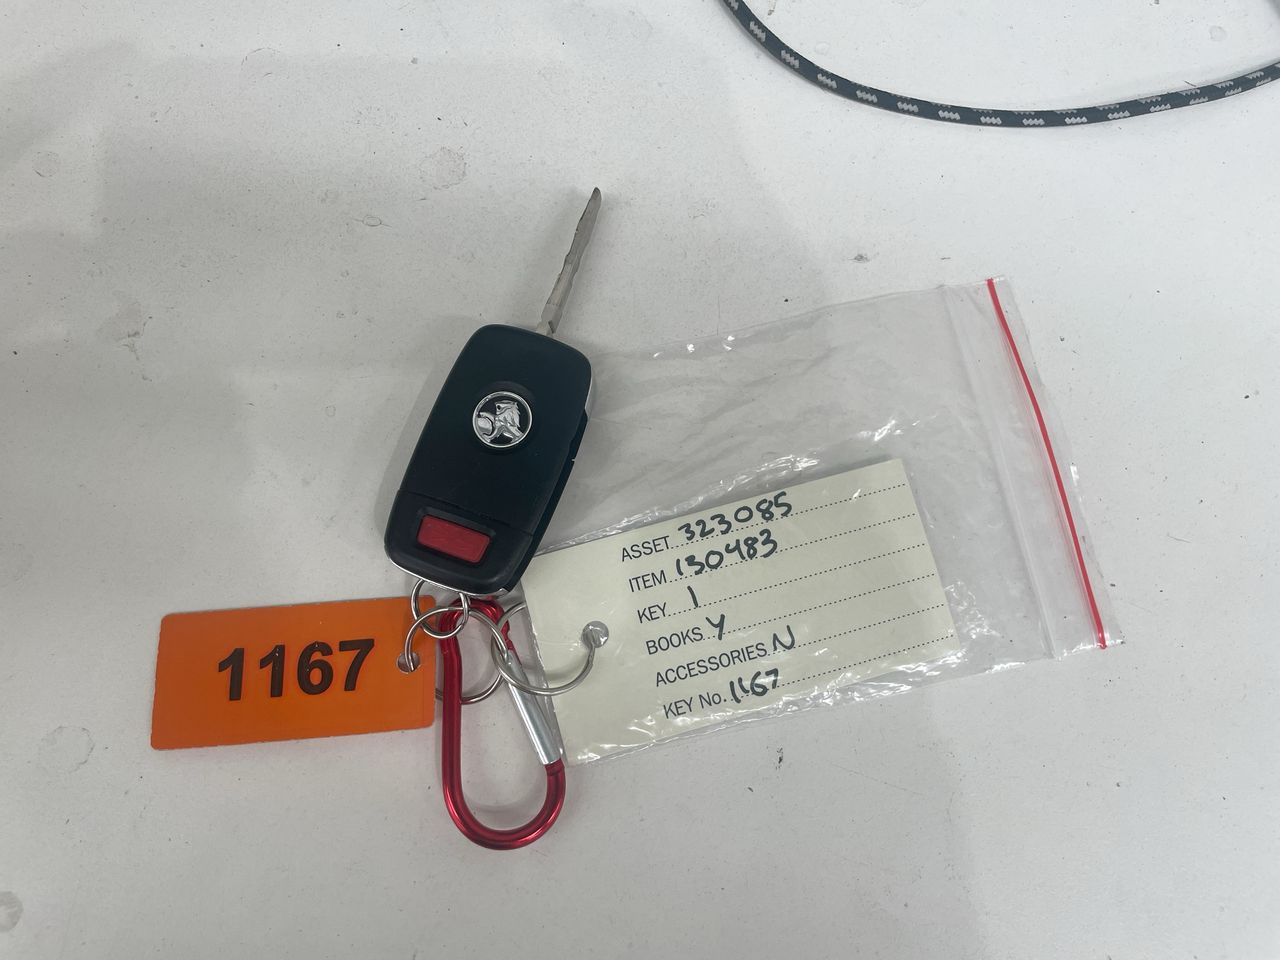 1167
ASSET 323085
ITEM 130483
KEY 1
BOOKS Y
ACCESSORIES N
KEY No. 1167